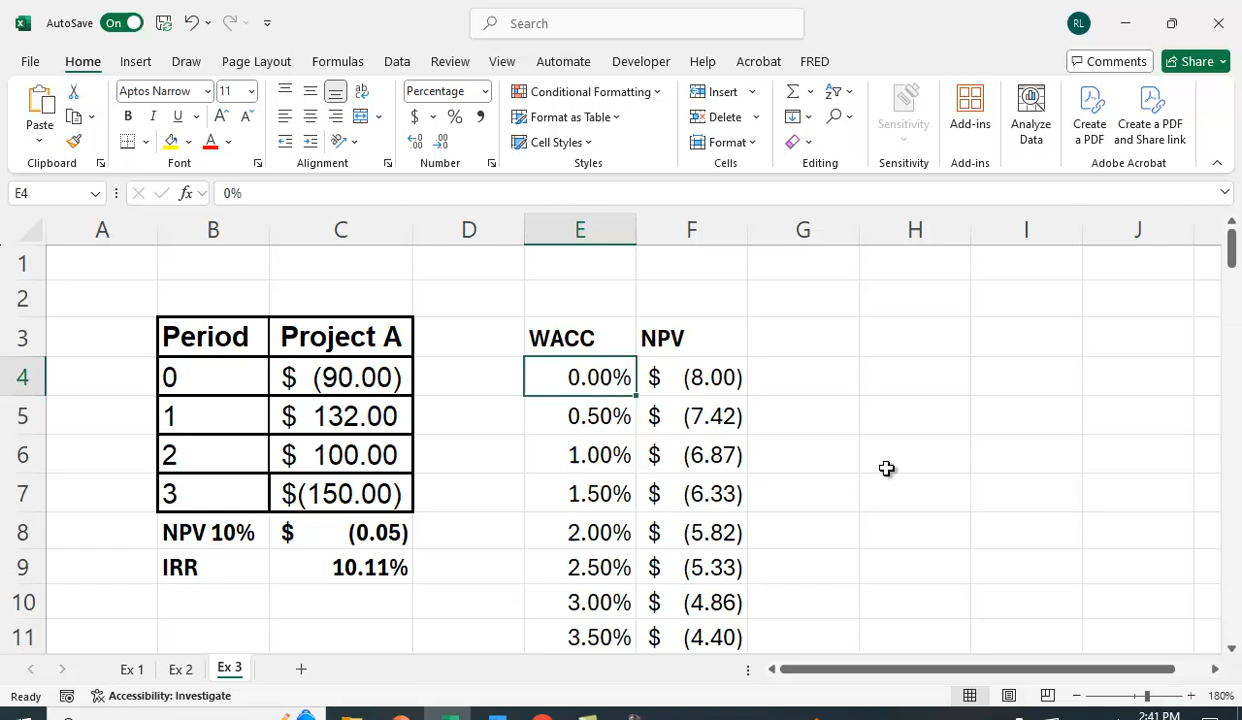 AutoSave On Search RL
File Home Insert Draw Page Layout Formulas Data Review View Automate Developer Help Acrobat FRED Comments Share
Paste Aptos Narrow 11 B I U Percentage $ % Conditional Formatting Format as Table Cell Styles Insert Delete Format Sensitivity Add-ins Analyze Data Create a PDF Create a PDF and Share link
Clipboard Font Alignment Number Styles Cells Editing Sensitivity Add-ins Adobe Acrobat
E4 fx 0%
A B C D E F G H I J
1
2
3 Period Project A WACC NPV
4 0 $ (90.00) 0.00% $ (8.00)
5 1 $ 132.00 0.50% $ (7.42)
6 2 $ 100.00 1.00% $ (6.87)
7 3 $(150.00) 1.50% $ (6.33)
8 NPV 10% $ (0.05) 2.00% $ (5.82)
9 IRR 10.11% 2.50% $ (5.33)
10 3.00% $ (4.86)
11 3.50% $ (4.40)
Ex 1 Ex 2 Ex 3
Ready Accessibility: Investigate 180%
2:41 PM